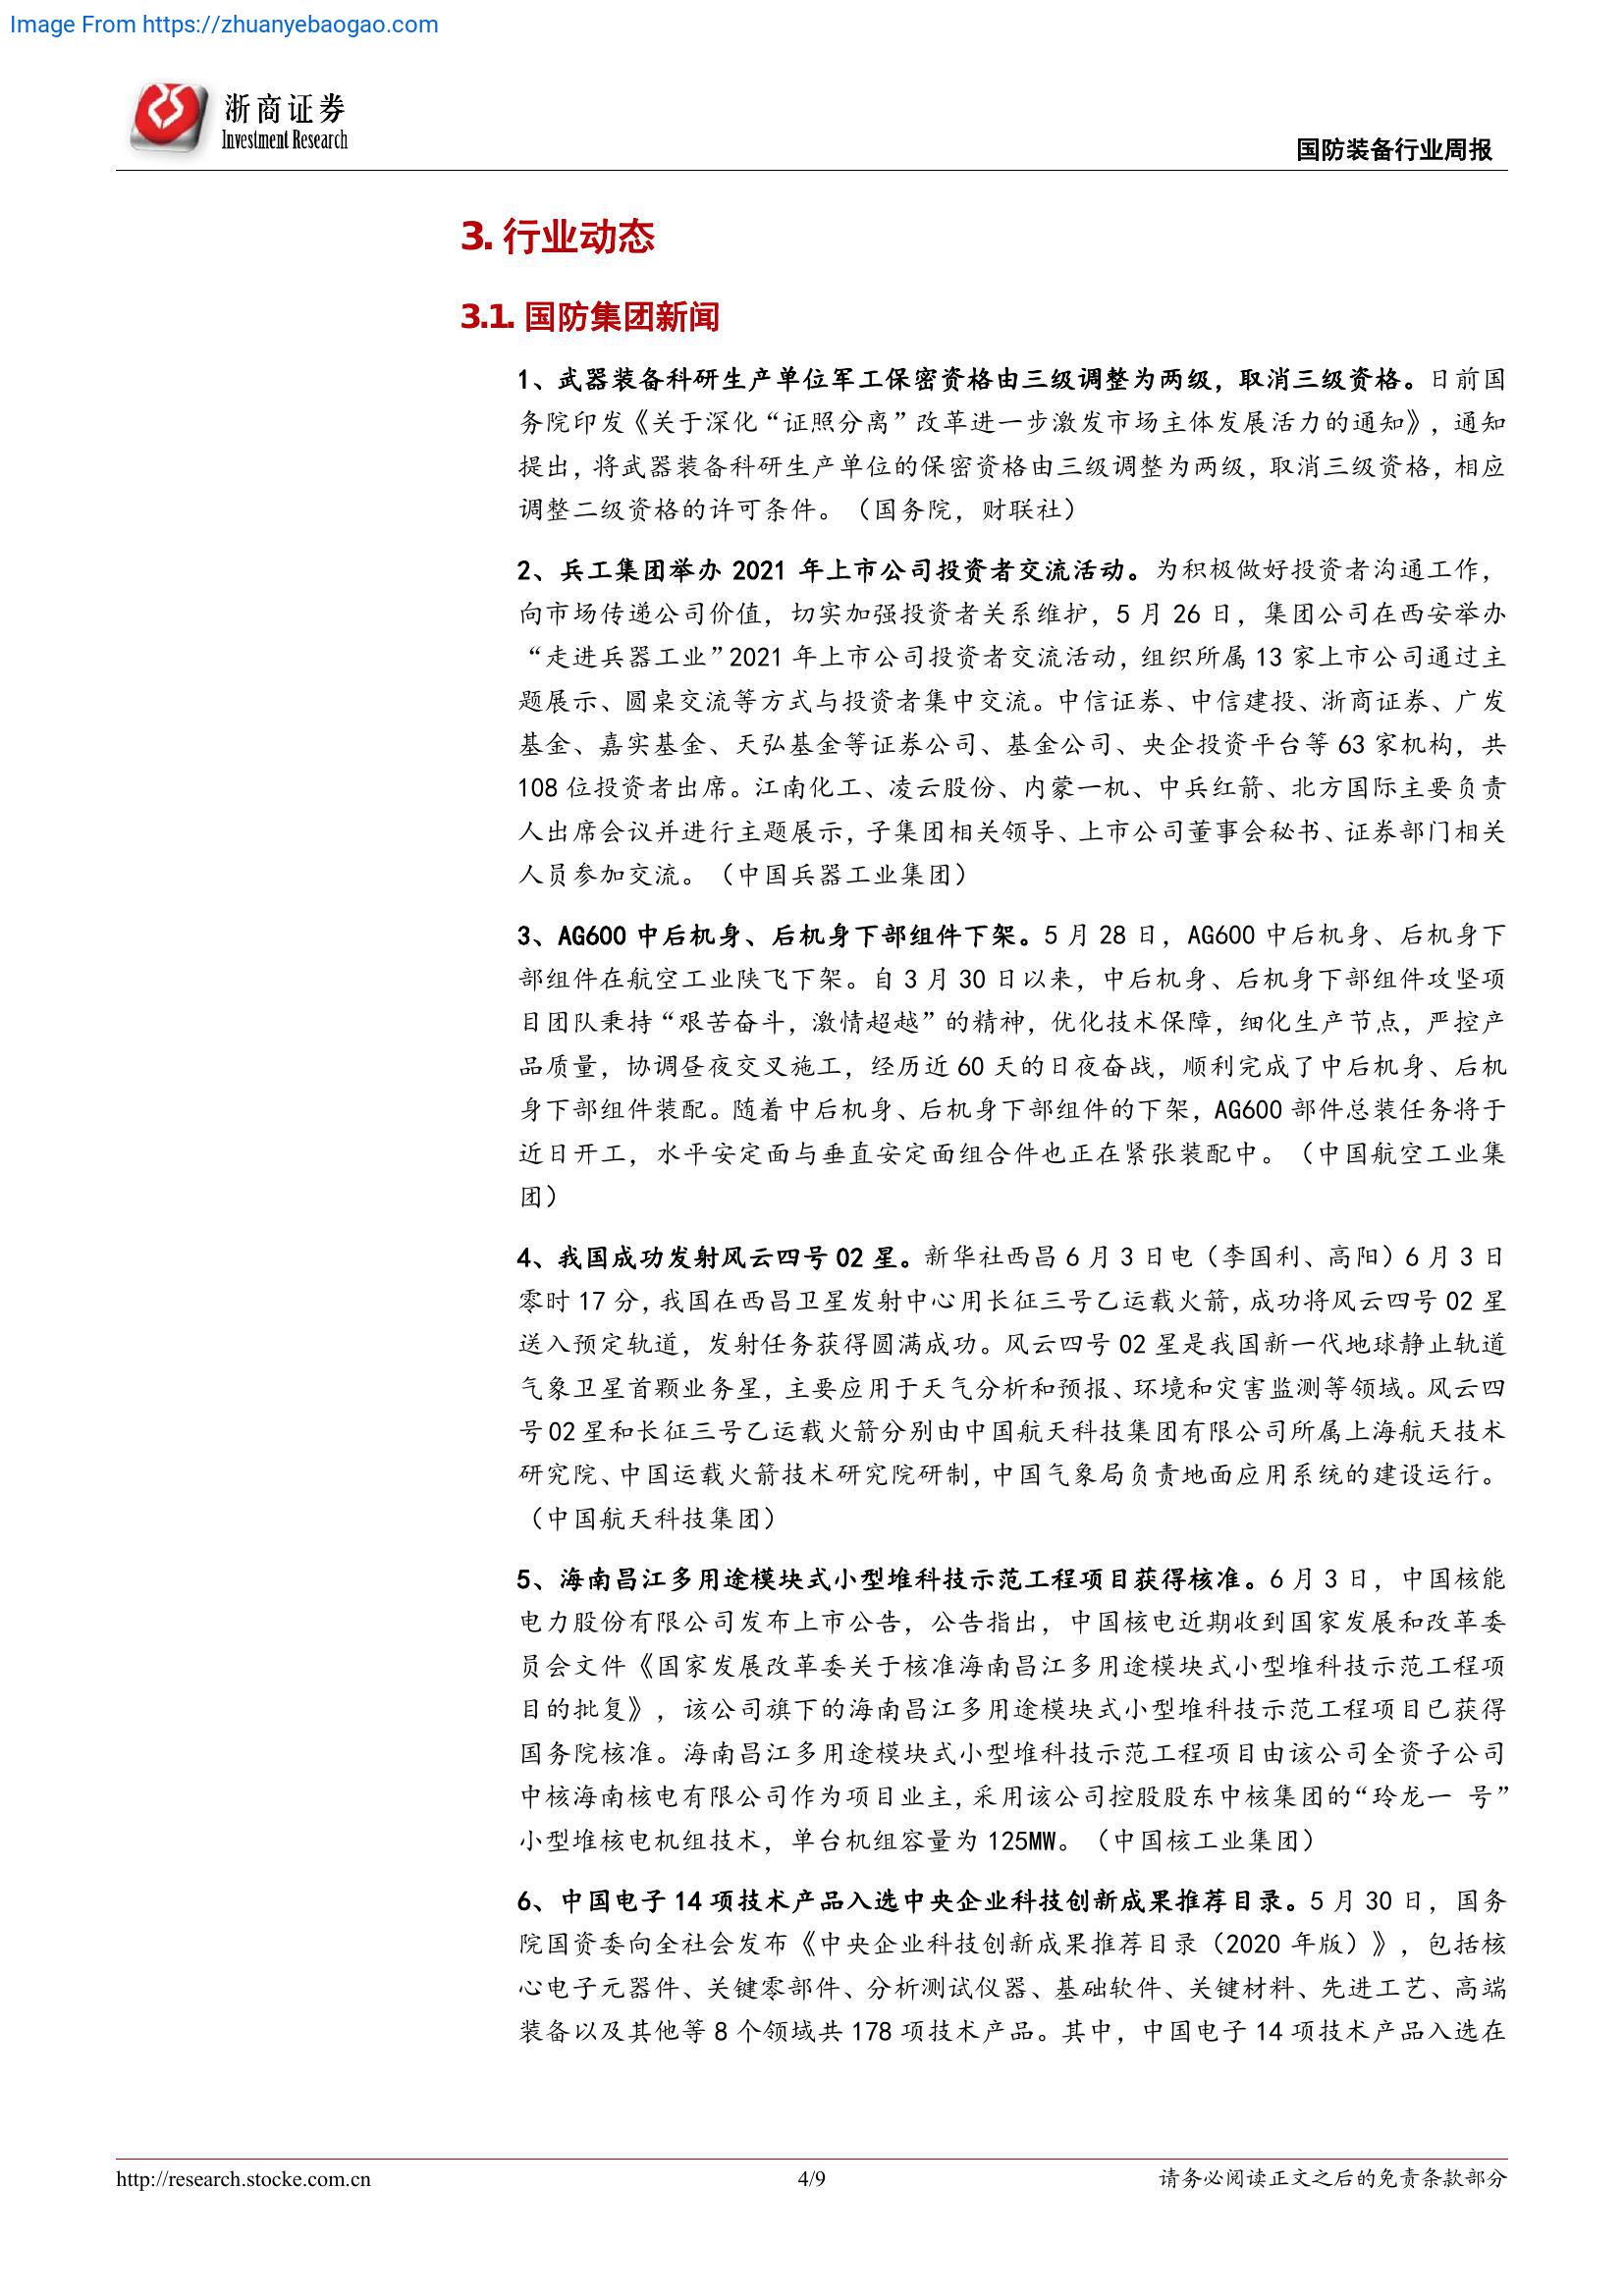 Image From https://zhuanyebaogao.com
浙商证券
Investment Research
国防装备行业周报
3. 行业动态
3.1. 国防集团新闻
1、武器装备科研生产单位军工保密资格由三级调整为两级，取消三级资格。日前国
务院印发《关于深化“证照分离”改革进一步激发市场主体发展活力的通知》，通知
提出，将武器装备科研生产单位的保密资格由三级调整为两级，取消三级资格，相应
调整二级资格的许可条件。（国务院，财联社）
2、兵工集团举办 2021 年上市公司投资者交流活动。为积极做好投资者沟通工作，
向市场传递公司价值，切实加强投资者关系维护，5 月 26 日，集团公司在西安举办
“走进兵器工业”2021 年上市公司投资者交流活动，组织所属 13 家上市公司通过主
题展示、圆桌交流等方式与投资者集中交流。中信证券、中信建投、浙商证券、广发
基金、嘉实基金、天弘基金等证券公司、基金公司、央企投资平台等 63 家机构，共
108 位投资者出席。江南化工、凌云股份、内蒙一机、中兵红箭、北方国际主要负责
人出席会议并进行主题展示，子集团相关领导、上市公司董事会秘书、证券部门相关
人员参加交流。（中国兵器工业集团）
3、AG600 中后机身、后机身下部组件下架。5 月 28 日，AG600 中后机身、后机身下
部组件在航空工业陕飞下架。自 3 月 30 日以来，中后机身、后机身下部组件攻坚项
目团队秉持“艰苦奋斗，激情超越”的精神，优化技术保障，细化生产节点，严控产
品质量，协调昼夜交叉施工，经历近 60 天的日夜奋战，顺利完成了中后机身、后机
身下部组件装配。随着中后机身、后机身下部组件的下架，AG600 部件总装任务将于
近日开工，水平安定面与垂直安定面组合件也正在紧张装配中。（中国航空工业集
团）
4、我国成功发射风云四号 02 星。新华社西昌 6 月 3 日电（李国利、高阳）6 月 3 日
零时 17 分，我国在西昌卫星发射中心用长征三号乙运载火箭，成功将风云四号 02 星
送入预定轨道，发射任务获得圆满成功。风云四号 02 星是我国新一代地球静止轨道
气象卫星首颗业务星，主要应用于天气分析和预报、环境和灾害监测等领域。风云四
号 02 星和长征三号乙运载火箭分别由中国航天科技集团有限公司所属上海航天技术
研究院、中国运载火箭技术研究院研制，中国气象局负责地面应用系统的建设运行。
（中国航天科技集团）
5、海南昌江多用途模块式小型堆科技示范工程项目获得核准。6 月 3 日，中国核能
电力股份有限公司发布上市公告，公告指出，中国核电近期收到国家发展和改革委
员会文件《国家发展改革委关于核准海南昌江多用途模块式小型堆科技示范工程项
目的批复》，该公司旗下的海南昌江多用途模块式小型堆科技示范工程项目已获得
国务院核准。海南昌江多用途模块式小型堆科技示范工程项目由该公司全资子公司
中核海南核电有限公司作为项目业主，采用该公司控股股东中核集团的“玲龙一 号”
小型堆核电机组技术，单台机组容量为 125MW。（中国核工业集团）
6、中国电子 14 项技术产品入选中央企业科技创新成果推荐目录。5 月 30 日，国务
院国资委向全社会发布《中央企业科技创新成果推荐目录（2020 年版）》，包括核
心电子元器件、关键零部件、分析测试仪器、基础软件、关键材料、先进工艺、高端
装备以及其他等 8 个领域共 178 项技术产品。其中，中国电子 14 项技术产品入选在
http://research.stocke.com.cn
4/9
请务必阅读正文之后的免责条款部分